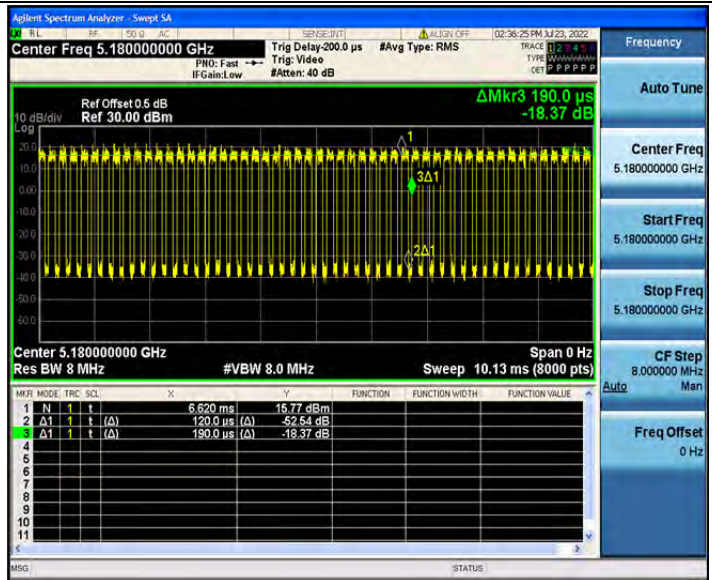 Agilent Spectrum Analyzer - Swept SA
RL RF 50 Ω AC SENSE:INT ALIGN OFF 02:36:25 PM Jul 23, 2022
Center Freq 5.180000000 GHz
Trig Delay-200.0 µs #Avg Type: RMS TRACE 1 2 3 4 5 6
PNO: Fast Trig: Video TYPE
IFGain:Low #Atten: 40 dB DET P P P P P P
Frequency
ΔMkr3 190.0 µs
Ref Offset 0.5 dB
10 dB/div Ref 30.00 dBm -18.37 dB
Log
20.0
10.0
0.00
-10.0
-20.0
-30.0
-40.0
-60.0
1
3Δ1
2Δ1
Center 5.180000000 GHz Span 0 Hz
Res BW 8 MHz #VBW 8.0 MHz Sweep 10.13 ms (8000 pts)
MKR MODE TRC SCL X Y FUNCTION FUNCTION WIDTH FUNCTION VALUE
1 N 1 t 6.620 ms 15.77 dBm
2 Δ1 1 t (Δ) 120.0 µs (Δ) -52.54 dB
3 Δ1 1 t (Δ) 190.0 µs (Δ) -18.37 dB
4
5
6
7
8
9
10
11
MSG STATUS
Auto Tune
Center Freq
5.180000000 GHz
Start Freq
5.180000000 GHz
Stop Freq
5.180000000 GHz
CF Step
8.000000 MHz
Auto Man
Freq Offset
0 Hz